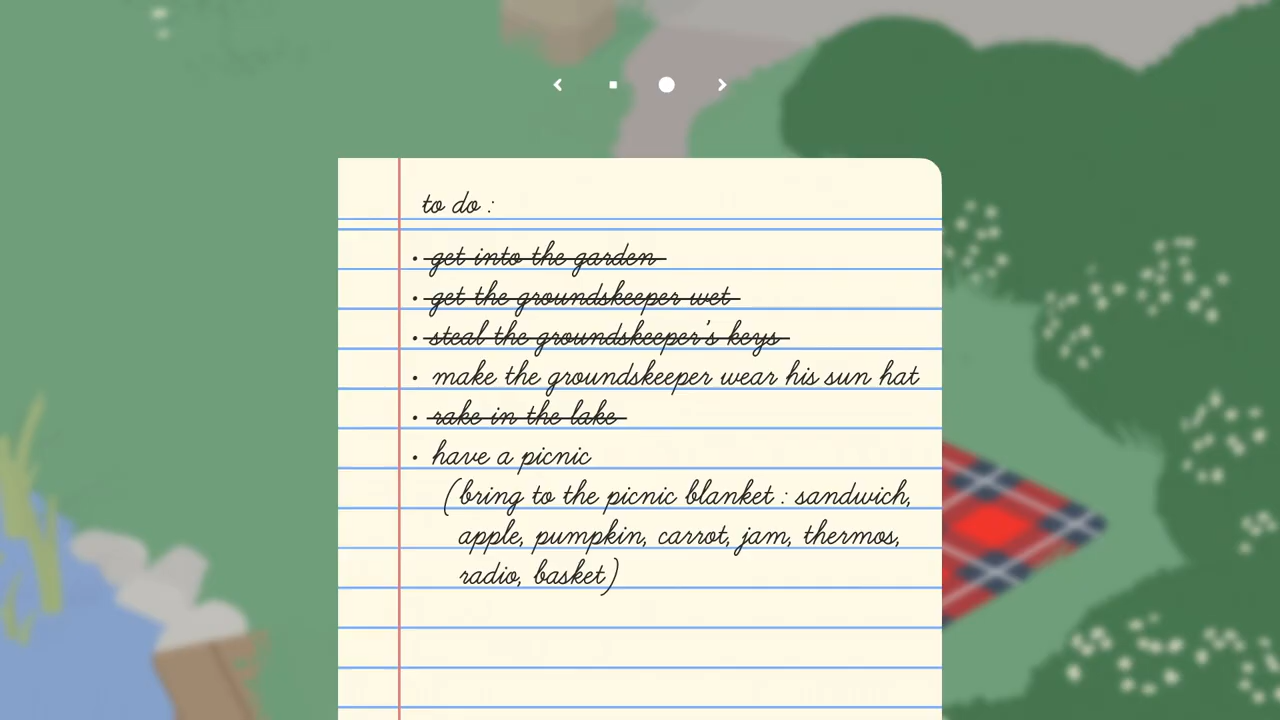 to do :
• get into the garden
• get the groundskeeper wet
• steal the groundskeeper's keys
• make the groundskeeper wear his sun hat
• rake in the lake
• have a picnic
(bring to the picnic blanket : sandwich,
apple, pumpkin, carrot, jam, thermos,
radio, basket)